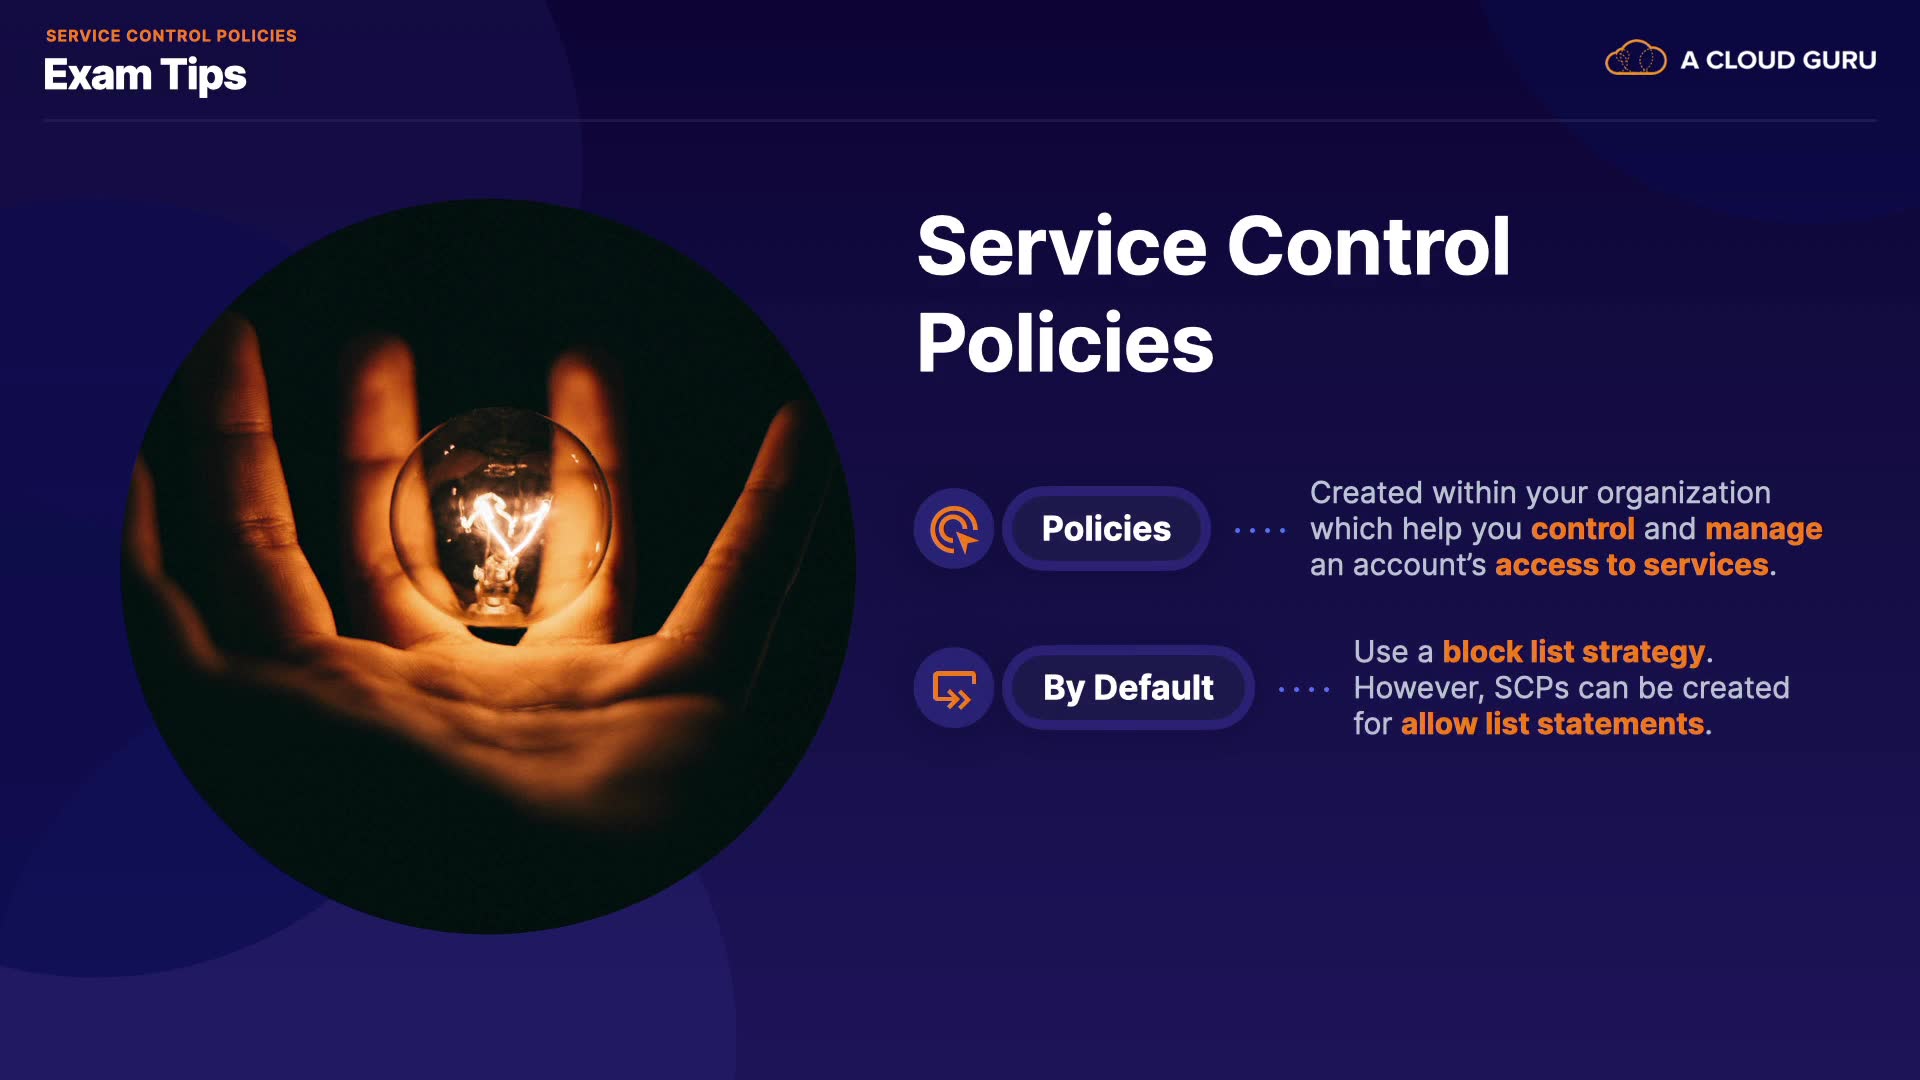 SERVICE CONTROL POLICIES
Exam Tips
A CLOUD GURU
Service Control
Policies
Policies
Created within your organization
which help you control and manage
an account’s access to services.
By Default
Use a block list strategy.
However, SCPs can be created
for allow list statements.